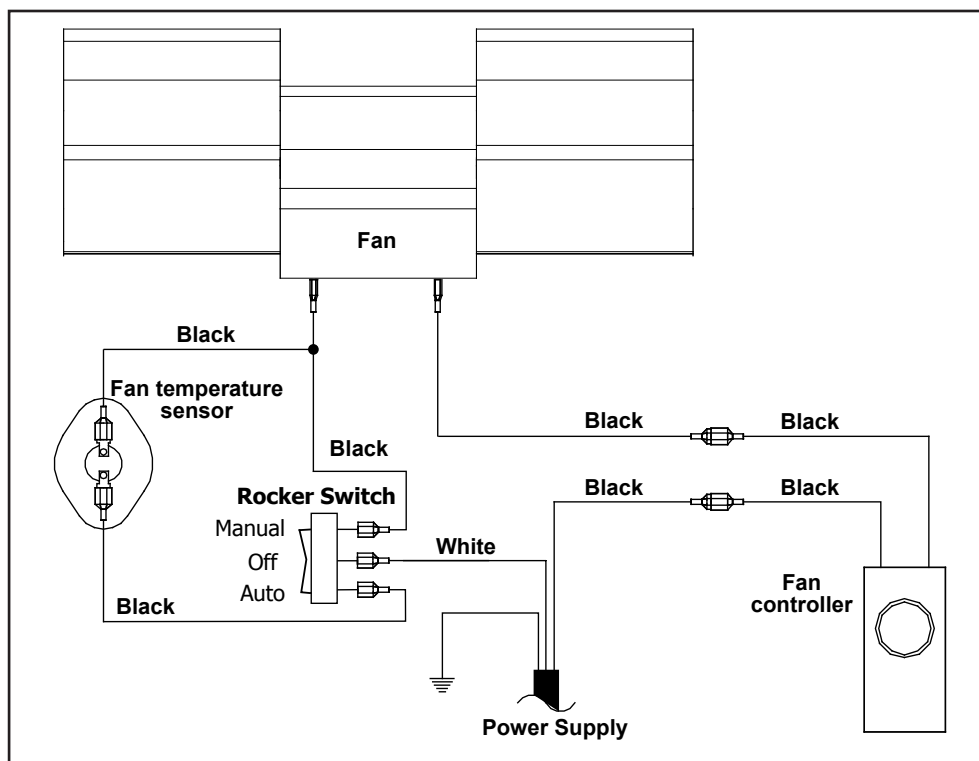 Fan
Black
Fan temperature
sensor
Black
Black
Black
Rocker Switch
Black
Black
Manual
Off
White
Auto
Black
Fan
controller
Power Supply